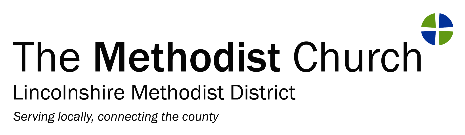 The Methodist Church
Lincolnshire Methodist District
Serving locally, connecting the county